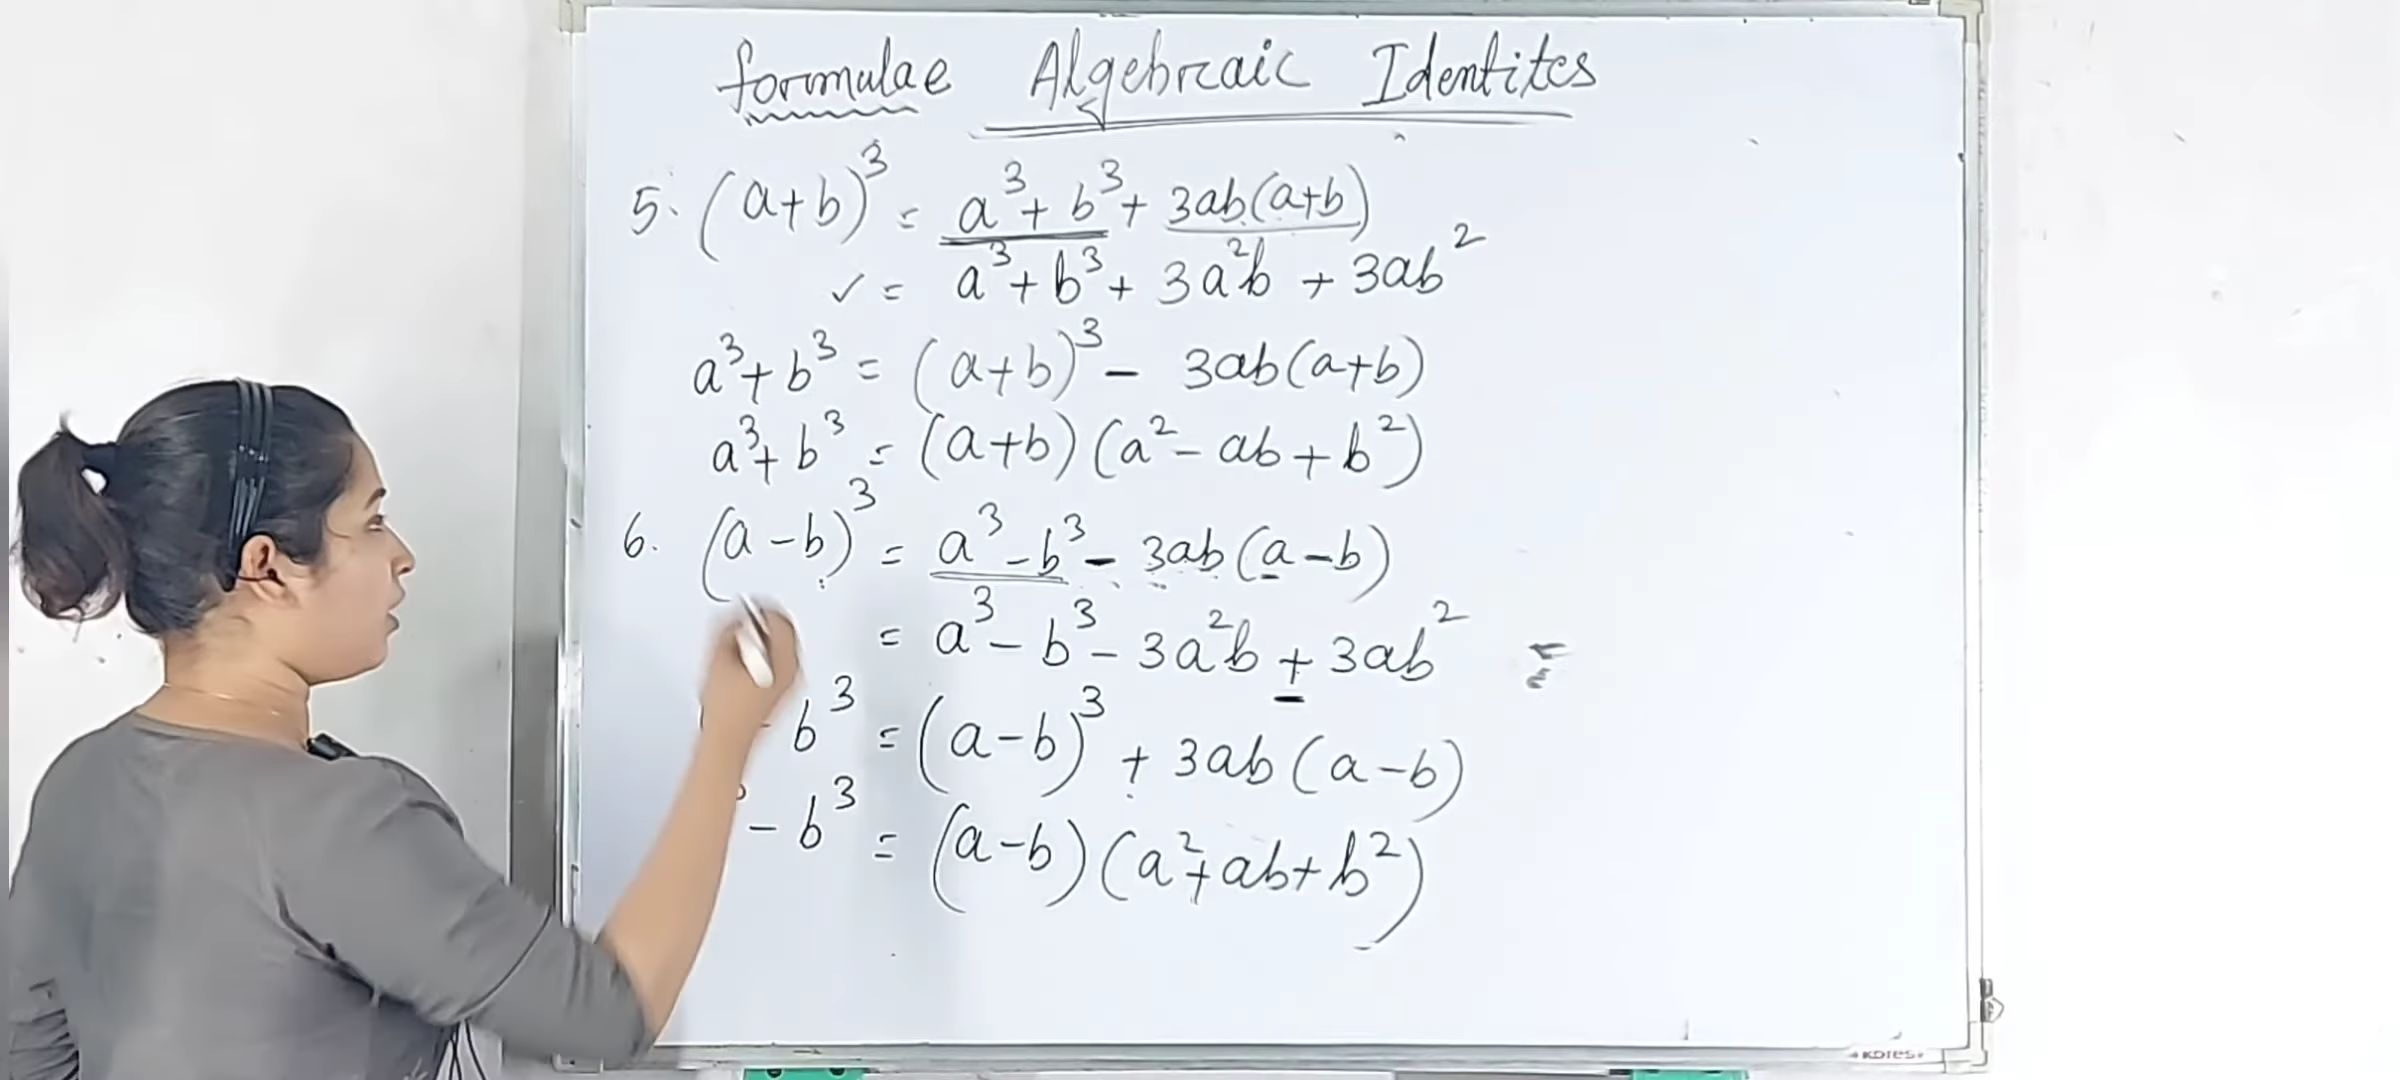 formulae Algebraic Identites
5. (a+b)³ = a³+b³+3ab(a+b)
✓= a³+b³+3a²b+3ab²
a³+b³ = (a+b)³ - 3ab(a+b)
a³+b³ = (a+b)(a²-ab+b²)
6. (a-b)³ = a³-b³-3ab(a-b)
= a³-b³-3a²b+3ab²
- b³ = (a-b)³ + 3ab(a-b)
- b³ = (a-b)(a²+ab+b²)
KORES